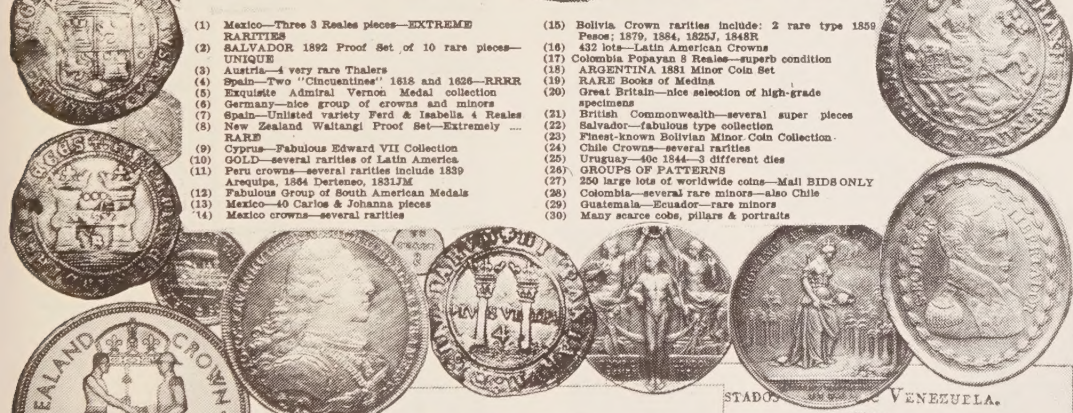 (1) Mexico—Three 3 Reales pieces—EXTREME
RARITIES
(2) SALVADOR 1892 Proof Set of 10 rare pieces—
UNIQUE
(3) Austria—4 very rare Thalers
(4) Spain—Two "Cincuentines" 1618 and 1626—RRRR
(5) Exquisite Admiral Vernon Medal collection
(6) Germany—nice group of crowns and minors
(7) Spain—Unlisted variety Ferd & Isabella 4 Reales
(8) New Zealand Waitangi Proof Set—Extremely ....
RARE
(9) Cyprus—Fabulous Edward VII Collection
(10) GOLD—several rarities of Latin America
(11) Peru crowns—several rarities include 1839
Arequipa, 1864 Derteneo, 1831JM
(12) Fabulous Group of South American Medals
(13) Mexico—40 Carlos & Johanna pieces
(14) Mexico crowns—several rarities
(15) Bolivia Crown rarities include: 2 rare type 1859
Pesos; 1879, 1884, 1825J, 1848R
(16) 432 lots—Latin American Crowns
(17) Colombia Popayan 8 Reales—superb condition
(18) ARGENTINA 1881 Minor Coin Set
(19) RARE Books of Medina
(20) Great Britain—nice selection of high-grade
specimens
(21) British Commonwealth—several super pieces
(22) Salvador—fabulous type collection
(23) Finest-known Bolivian Minor Coin Collection
(24) Chile Crowns—several rarities
(25) Uruguay—40c 1844—3 different dies
(26) GROUPS OF PATTERNS
(27) 250 large lots of worldwide coins—Mail BIDS ONLY
(28) Colombia—several rare minors—also Chile
(29) Guatemala—Ecuador—rare minors
(30) Many scarce cobs, pillars & portraits
EALAND CROWN
4
BOLIVAR LIBERTADOR
STADOS VENEZUELA.